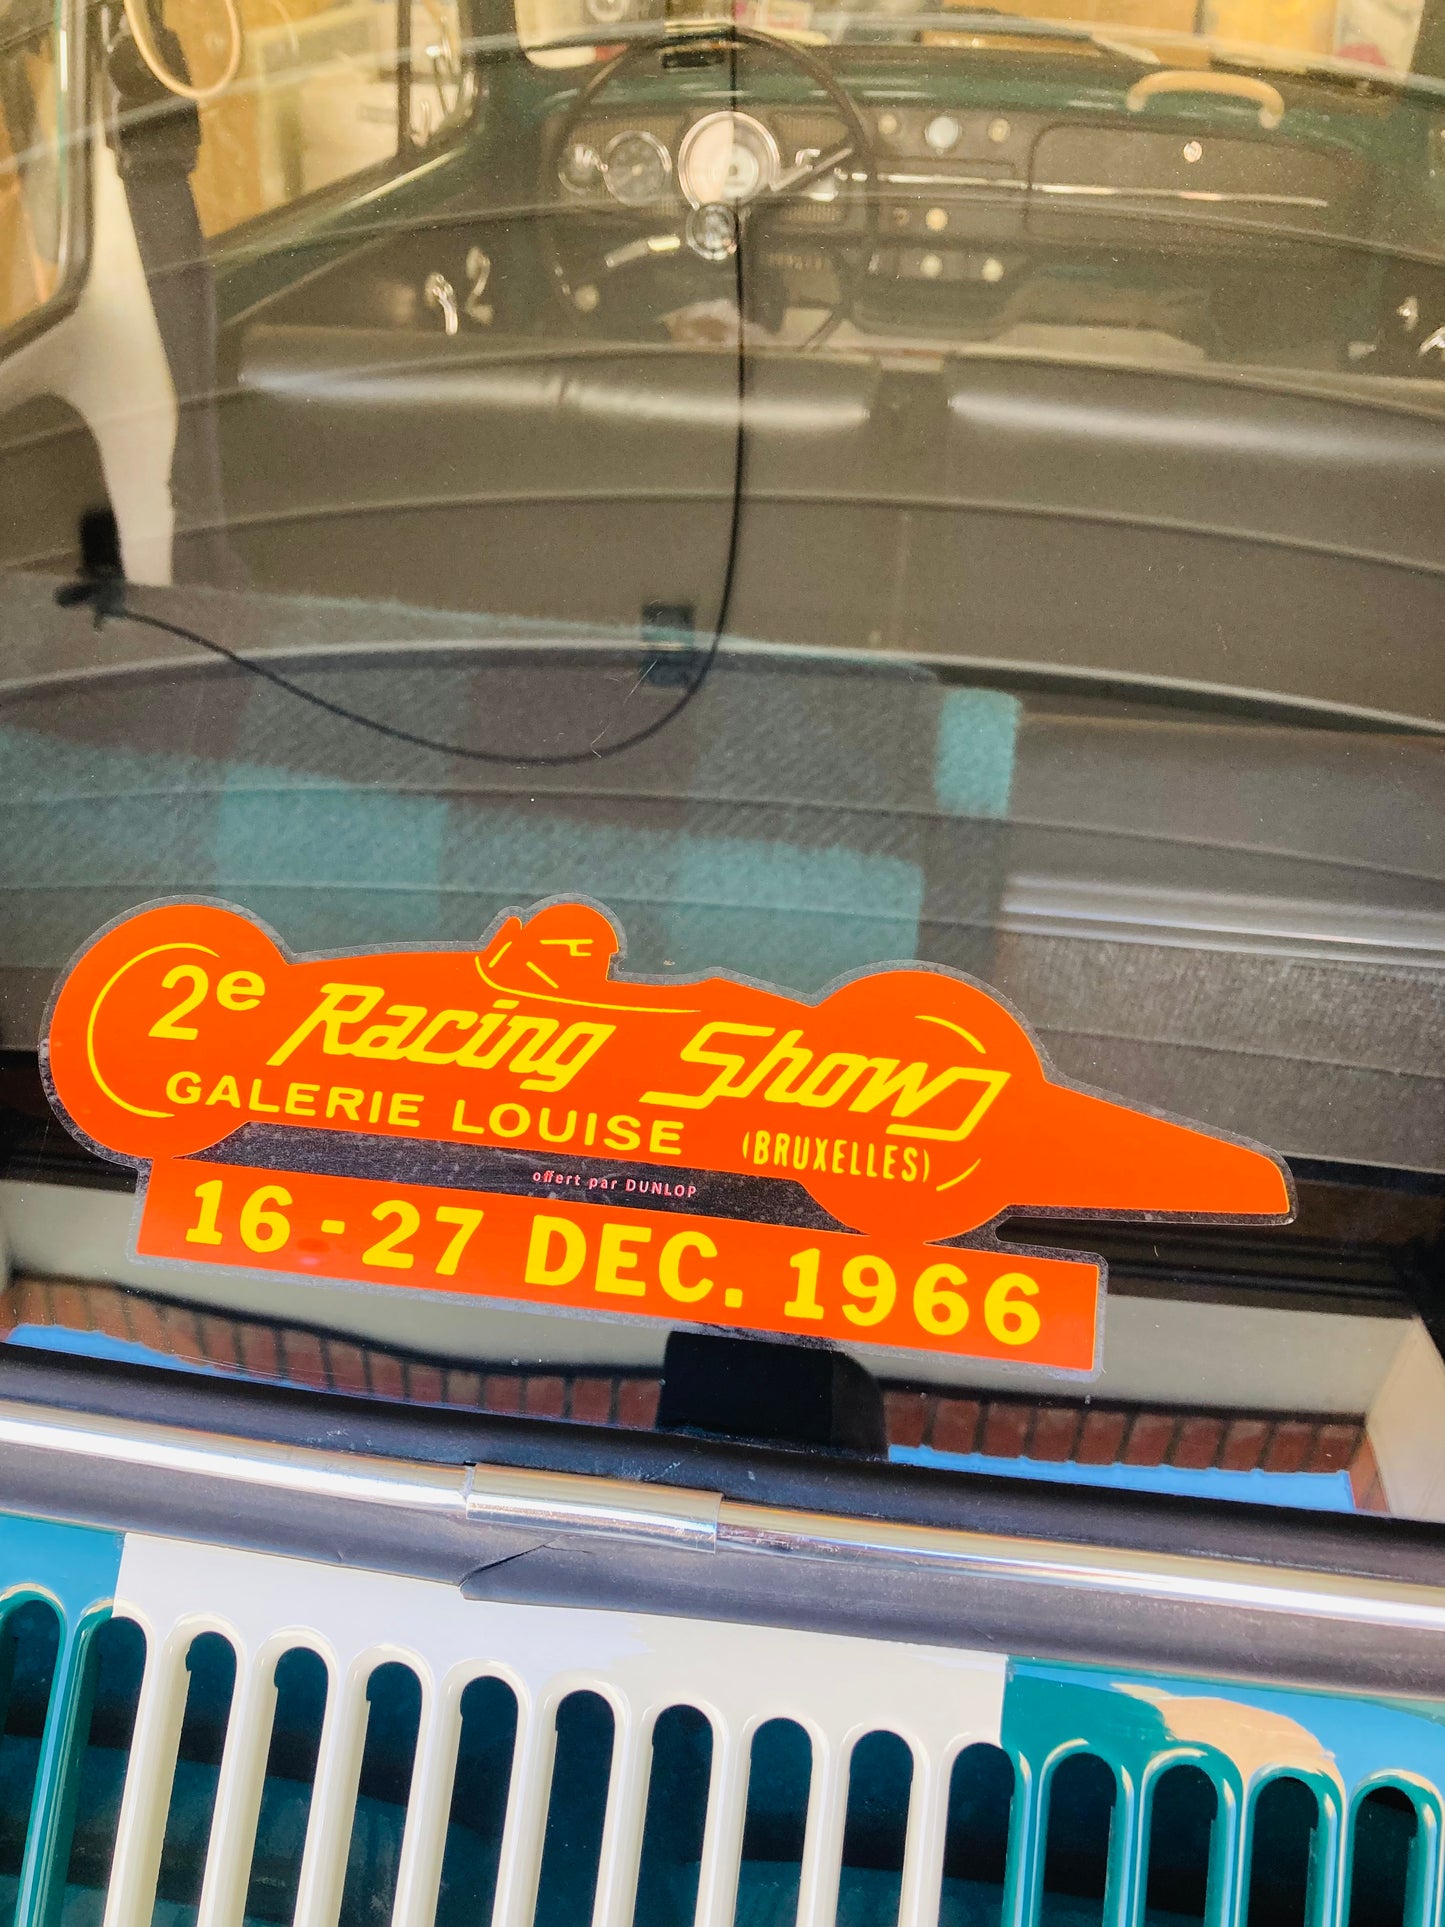 2e Racing Show
GALERIE LOUISE (BRUXELLES)
offert par DUNLOP
16 - 27 DEC. 1966